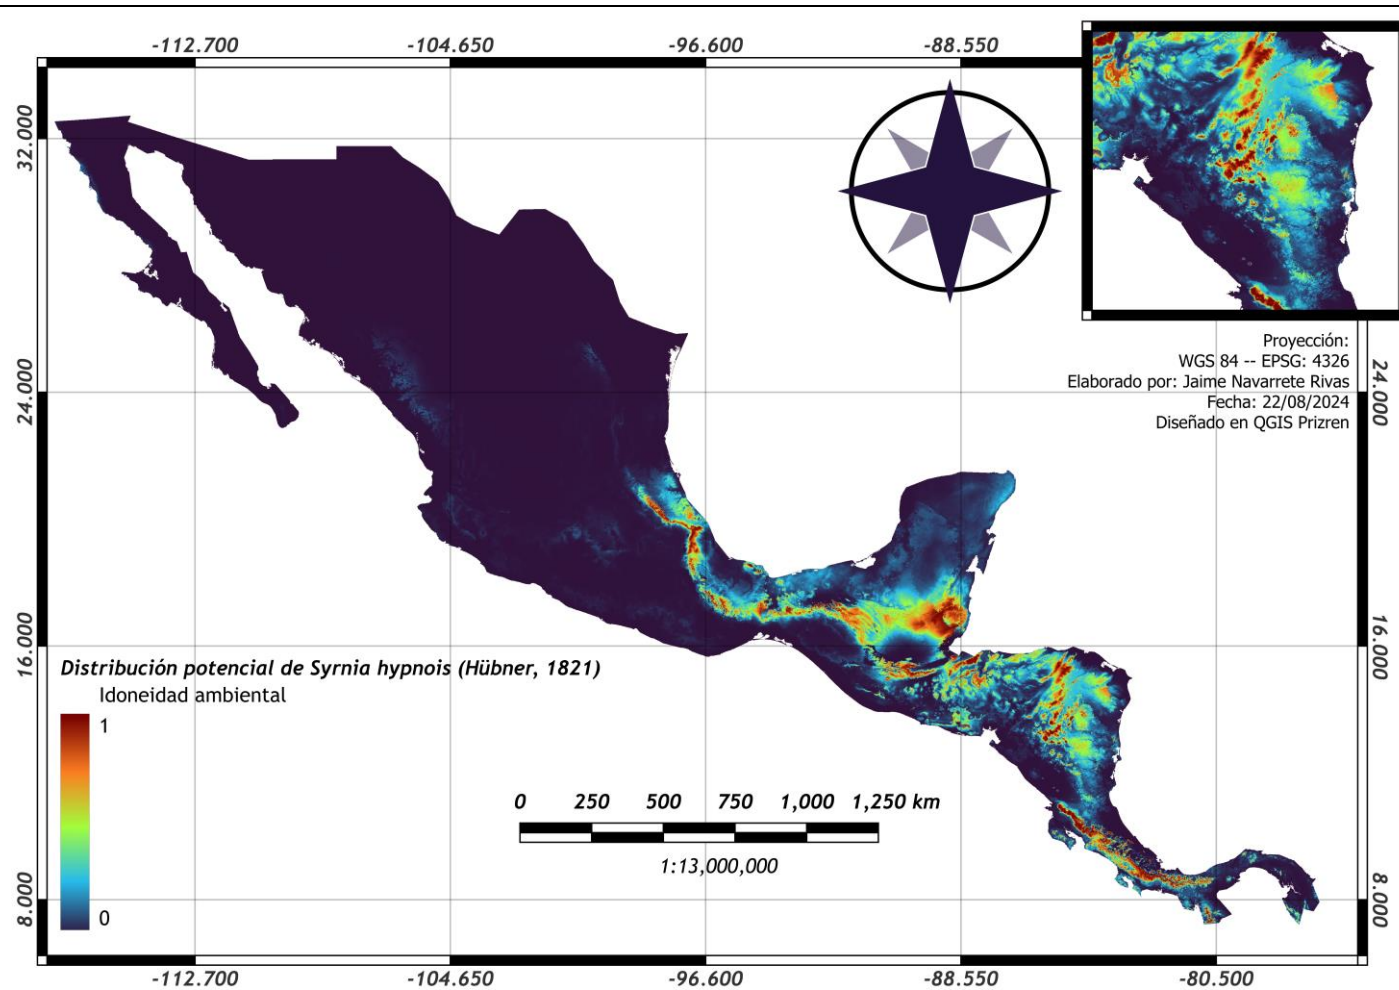 -112.700 -104.650 -96.600 -88.550
32.000
24.000
16.000
8.000
Proyección:
WGS 84 -- EPSG: 4326
Elaborado por: Jaime Navarrete Rivas
Fecha: 22/08/2024
Diseñado en QGIS Prizren
24.000
16.000
8.000
Distribución potencial de Syrnia hypnois (Hübner, 1821)
Idoneidad ambiental
1
0
0 250 500 750 1,000 1,250 km
1:13,000,000
-112.700 -104.650 -96.600 -88.550 -80.500